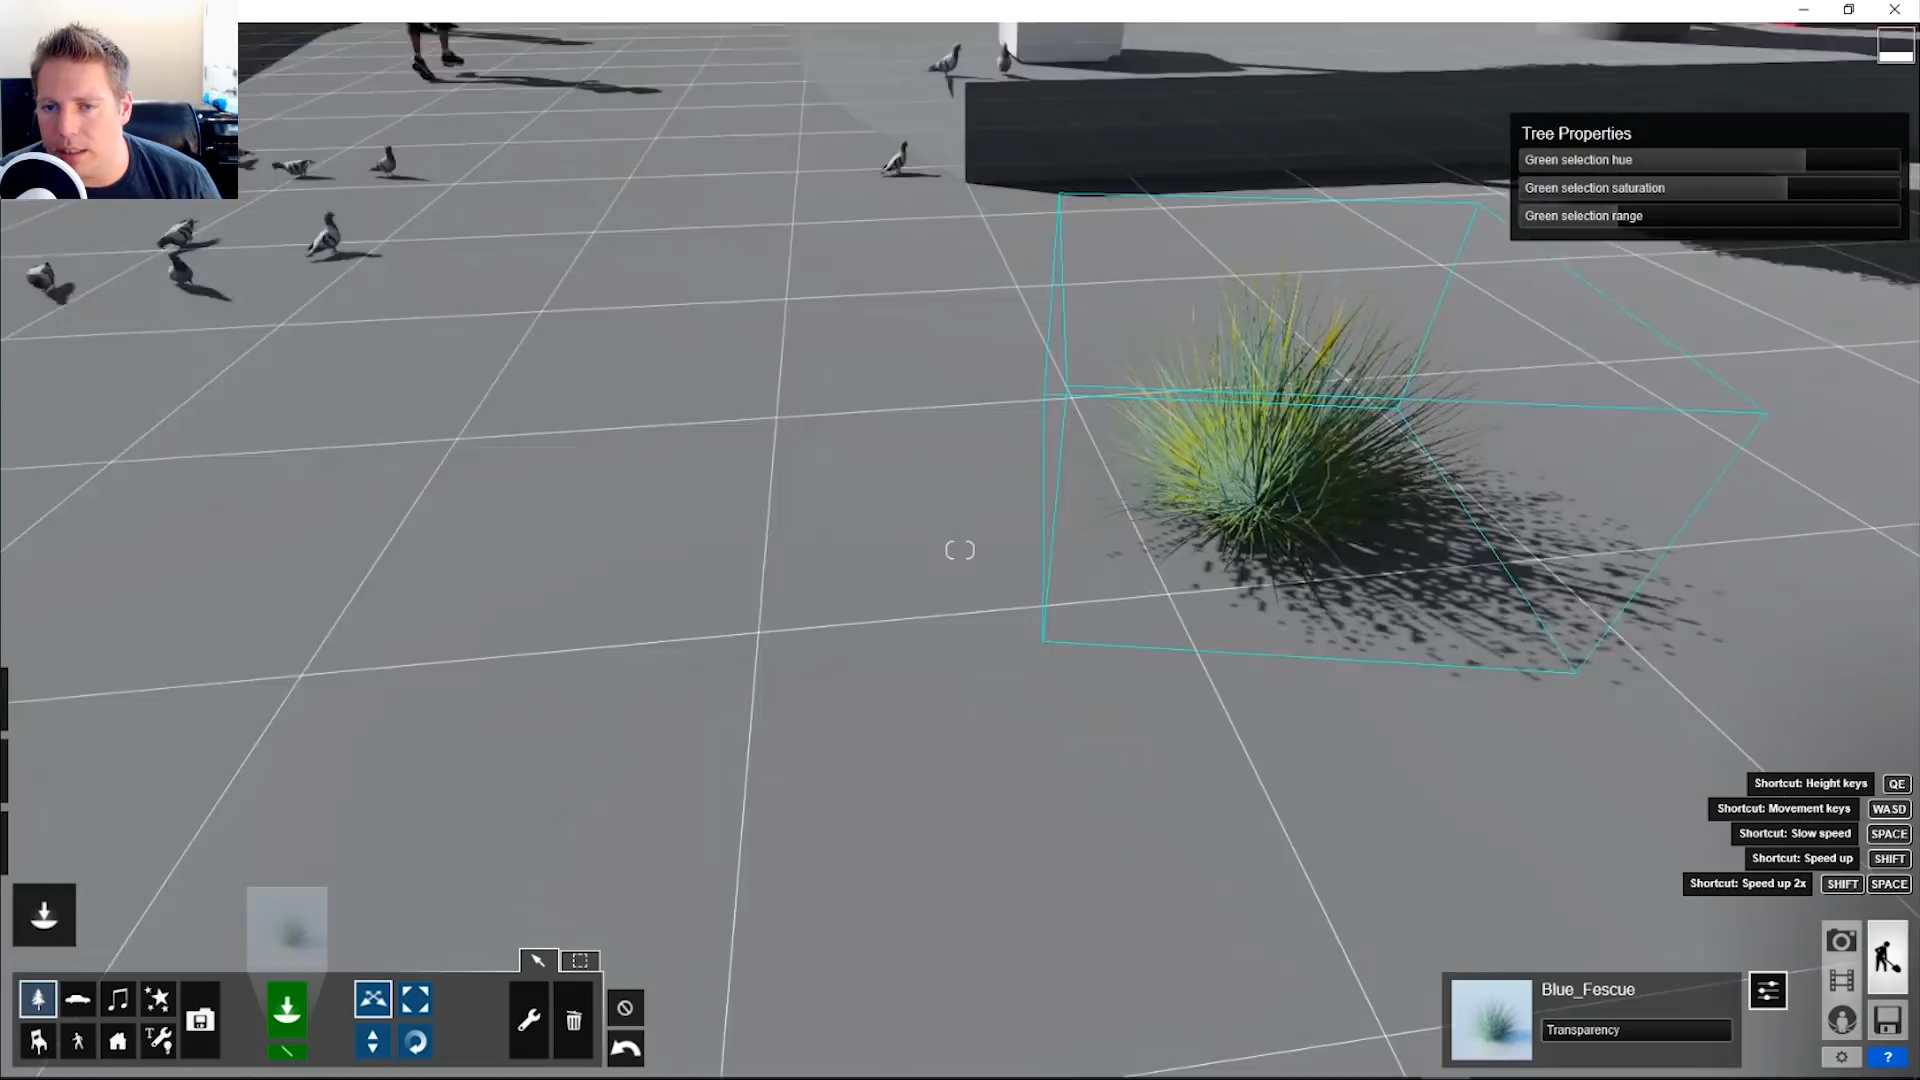 Tree Properties
Green selection hue
Green selection saturation
Green selection range
Shortcut: Height keys QE
Shortcut: Movement keys WASD
Shortcut: Slow speed SPACE
Shortcut: Speed up SHIFT
Shortcut: Speed up 2x SHIFT SPACE
Blue_Fescue
Transparency
T
?